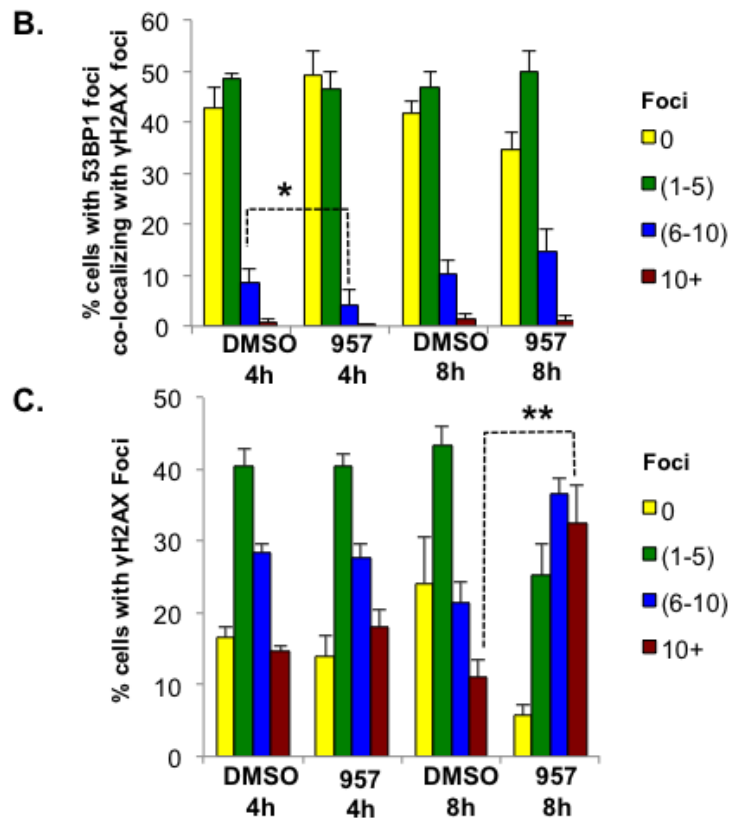 B.
% cells with 53BP1 foci
co-localizing with γH2AX foci
60
50
40
30
20
10
0
*
DMSO
4h
957
4h
DMSO
8h
957
8h
Foci
0
(1-5)
(6-10)
10+
C.
% cells with γH2AX Foci
50
40
30
20
10
0
**
DMSO
4h
957
4h
DMSO
8h
957
8h
Foci
0
(1-5)
(6-10)
10+